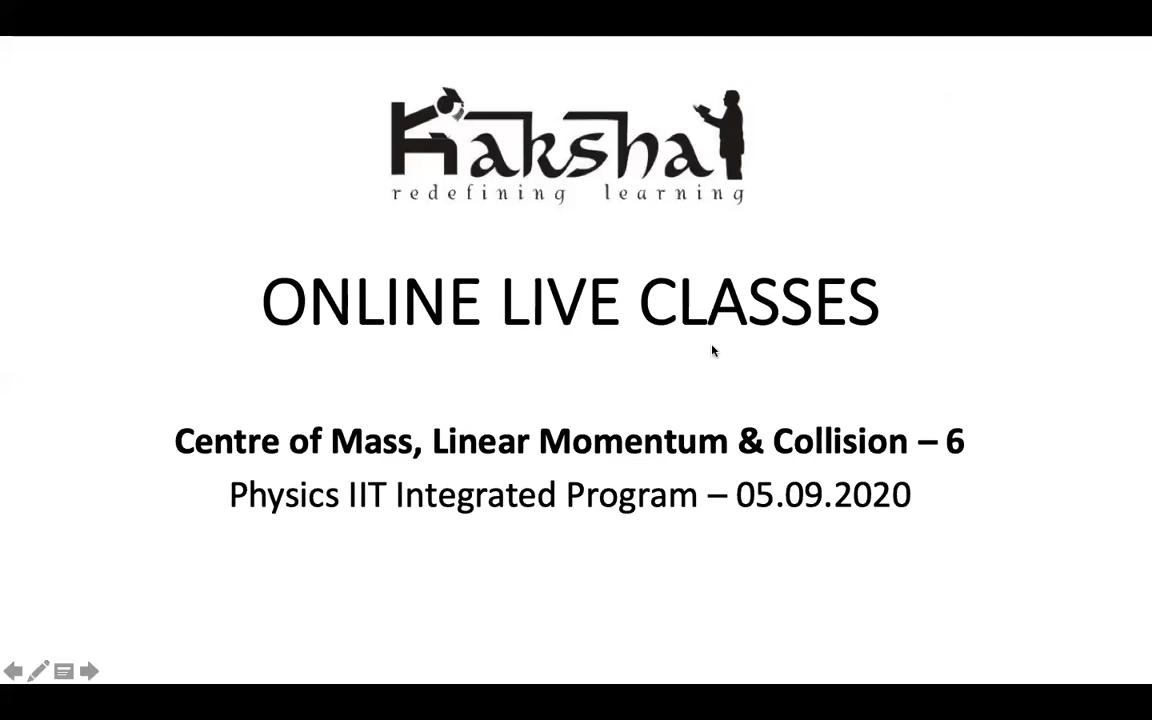 Kaksha
redefining learning
ONLINE LIVE CLASSES
Centre of Mass, Linear Momentum & Collision – 6
Physics IIT Integrated Program – 05.09.2020